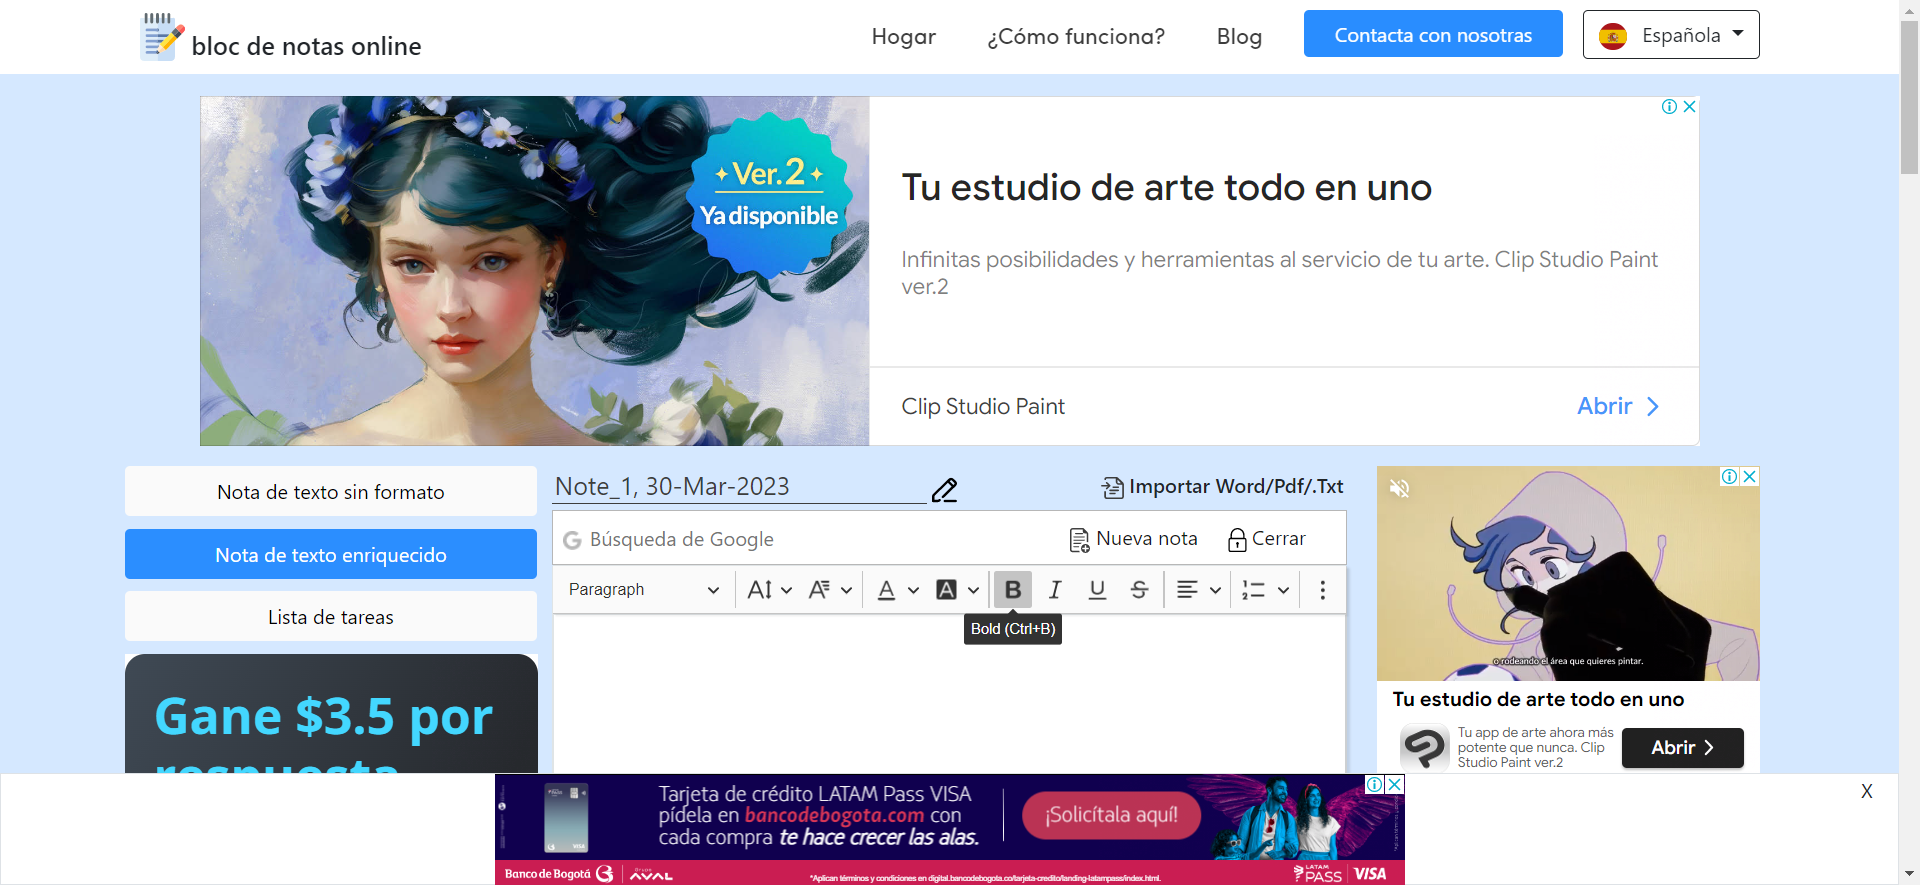 bloc de notas online
Hogar
¿Cómo funciona?
Blog
Contacta con nosotras
Española
Ver.2
Ya disponible
Tu estudio de arte todo en uno
Infinitas posibilidades y herramientas al servicio de tu arte. Clip Studio Paint
ver.2
Clip Studio Paint
Abrir
Nota de texto sin formato
Nota de texto enriquecido
Lista de tareas
Gane $3.5 por
respuesta
Note_1, 30-Mar-2023
Importar Word/Pdf/.Txt
Búsqueda de Google
Nueva nota
Cerrar
Paragraph
Bold (Ctrl+B)
o rodeando el área que quieres pintar.
Tu estudio de arte todo en uno
Tu app de arte ahora más
potente que nunca. Clip
Studio Paint ver.2
Abrir
X
Tarjeta de crédito LATAM Pass VISA
pídela en bancodebogota.com con
cada compra te hace crecer las alas.
¡Solicítala aquí!
Banco de Bogotá
AVAL
*Aplican términos y condiciones en digital.bancodebogota.co/tarjeta-credito/landing-latampass/index.html.
LATAM
PASS
VISA